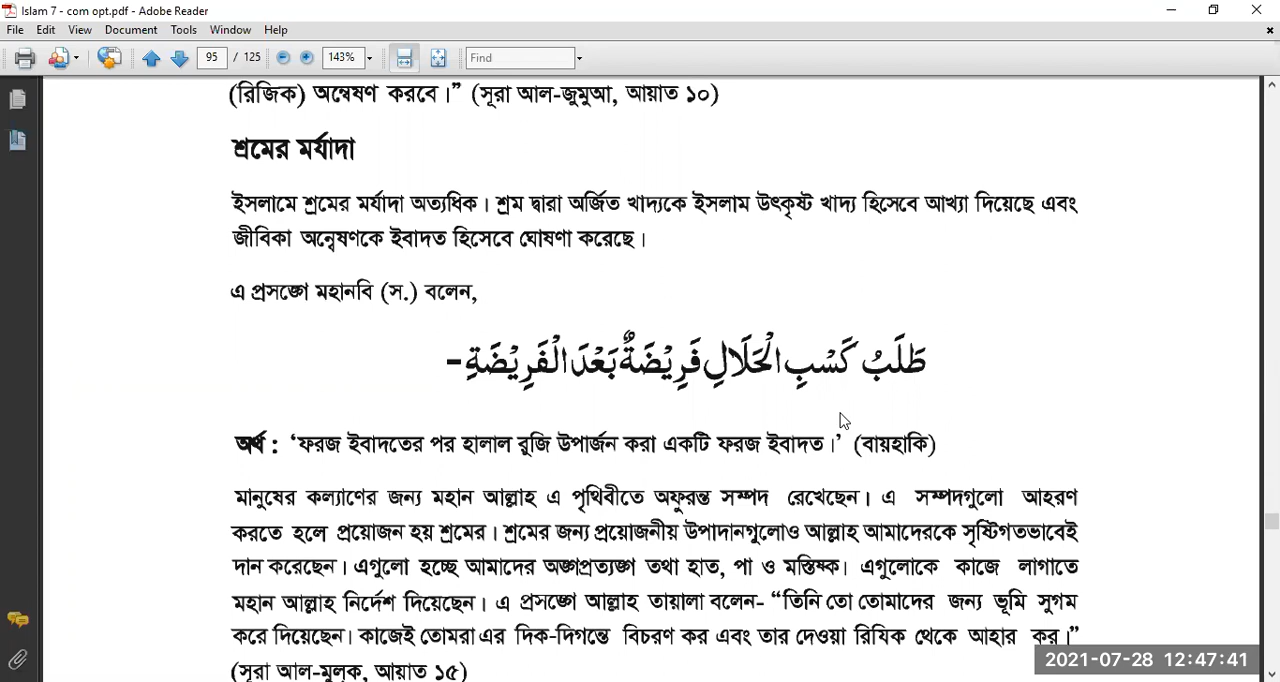 Islam 7 - com opt.pdf - Adobe Reader
File Edit View Document Tools Window Help
95 / 125 143% Find
(রিজিক) অন্বেষণ করবে।” (সূরা আল-জুমুআ, আয়াত ১০)
শ্রমের মর্যাদা
ইসলামে শ্রমের মর্যাদা অত্যধিক। শ্রম দ্বারা অর্জিত খাদ্যকে ইসলাম উৎকৃষ্ট খাদ্য হিসেবে আখ্যা দিয়েছে এবং
জীবিকা অন্বেষণকে ইবাদত হিসেবে ঘোষণা করেছে।
এ প্রসঙ্গে মহানবি (স.) বলেন,
طَلَبُ كَسْبِ الْحَلَالِ فَرِيْضَةٌ بَعْدَ الْفَرِيْضَةِ -
অর্থ : ‘ফরজ ইবাদতের পর হালাল রুজি উপার্জন করা একটি ফরজ ইবাদত।’ (বায়হাকি)
মানুষের কল্যাণের জন্য মহান আল্লাহ এ পৃথিবীতে অফুরন্ত সম্পদ রেখেছেন। এ সম্পদগুলো আহরণ
করতে হলে প্রয়োজন হয় শ্রমের। শ্রমের জন্য প্রয়োজনীয় উপাদানগুলোও আল্লাহ আমাদেরকে সৃষ্টিগতভাবেই
দান করেছেন। এগুলো হচ্ছে আমাদের অঙ্গপ্রত্যঙ্গ তথা হাত, পা ও মস্তিষ্ক। এগুলোকে কাজে লাগাতে
মহান আল্লাহ নির্দেশ দিয়েছেন। এ প্রসঙ্গে আল্লাহ তায়ালা বলেন- “তিনি তো তোমাদের জন্য ভূমি সুগম
করে দিয়েছেন। কাজেই তোমরা এর দিক-দিগন্তে বিচরণ কর এবং তার দেওয়া রিযিক থেকে আহার কর।”
(সূরা আল-মুলক, আয়াত ১৫)
2021-07-28 12:47:41